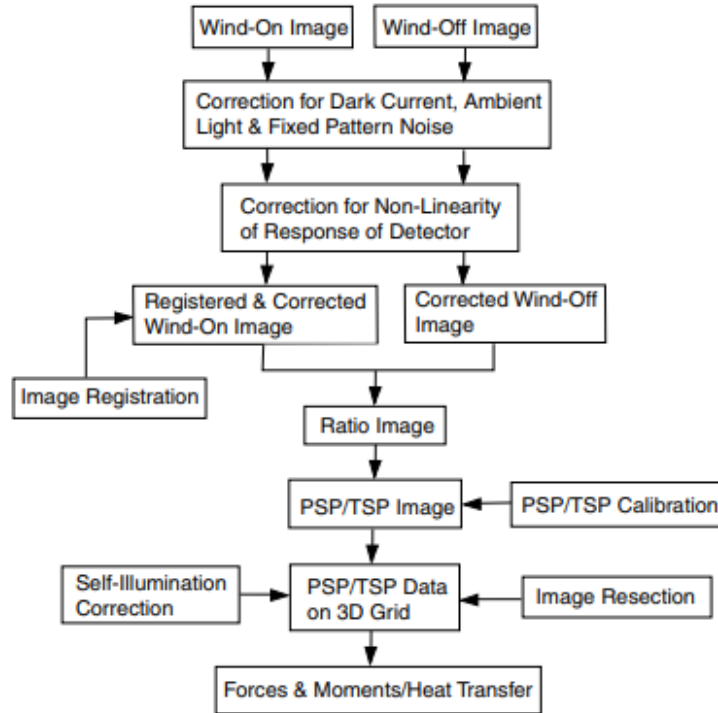 Wind-On Image
Wind-Off Image
Correction for Dark Current, Ambient
Light & Fixed Pattern Noise
Correction for Non-Linearity
of Response of Detector
Registered & Corrected
Wind-On Image
Corrected Wind-Off
Image
Image Registration
Ratio Image
PSP/TSP Image
PSP/TSP Calibration
Self-Illumination
Correction
PSP/TSP Data
on 3D Grid
Image Resection
Forces & Moments/Heat Transfer